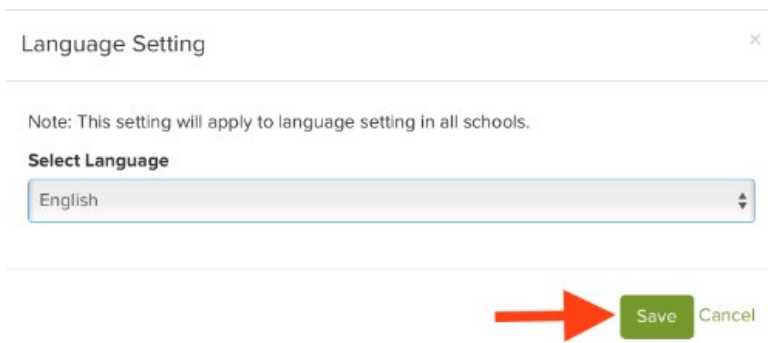 Language Setting
×
Note: This setting will apply to language setting in all schools.
Select Language
English
Save Cancel